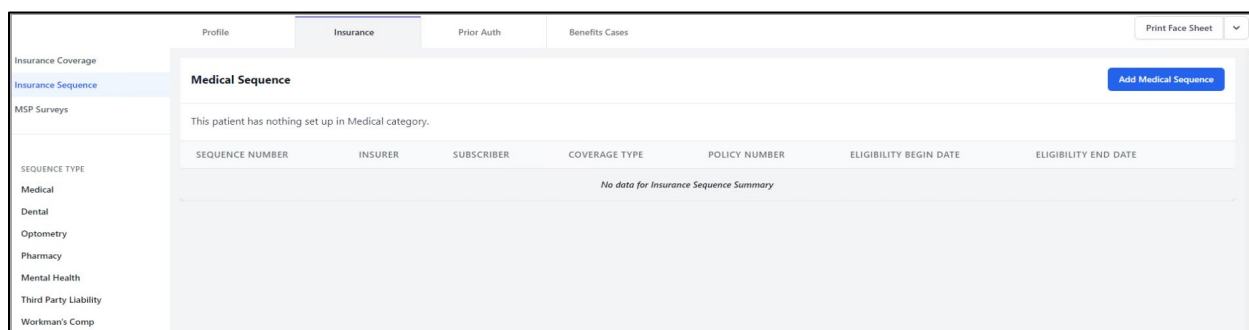 Profile Insurance Prior Auth Benefits Cases Print Face Sheet
Insurance Coverage
Insurance Sequence
MSP Surveys
SEQUENCE TYPE
Medical
Dental
Optometry
Pharmacy
Mental Health
Third Party Liability
Workman's Comp
Medical Sequence Add Medical Sequence
This patient has nothing set up in Medical category.
SEQUENCE NUMBER INSURER SUBSCRIBER COVERAGE TYPE POLICY NUMBER ELIGIBILITY BEGIN DATE ELIGIBILITY END DATE
No data for Insurance Sequence Summary